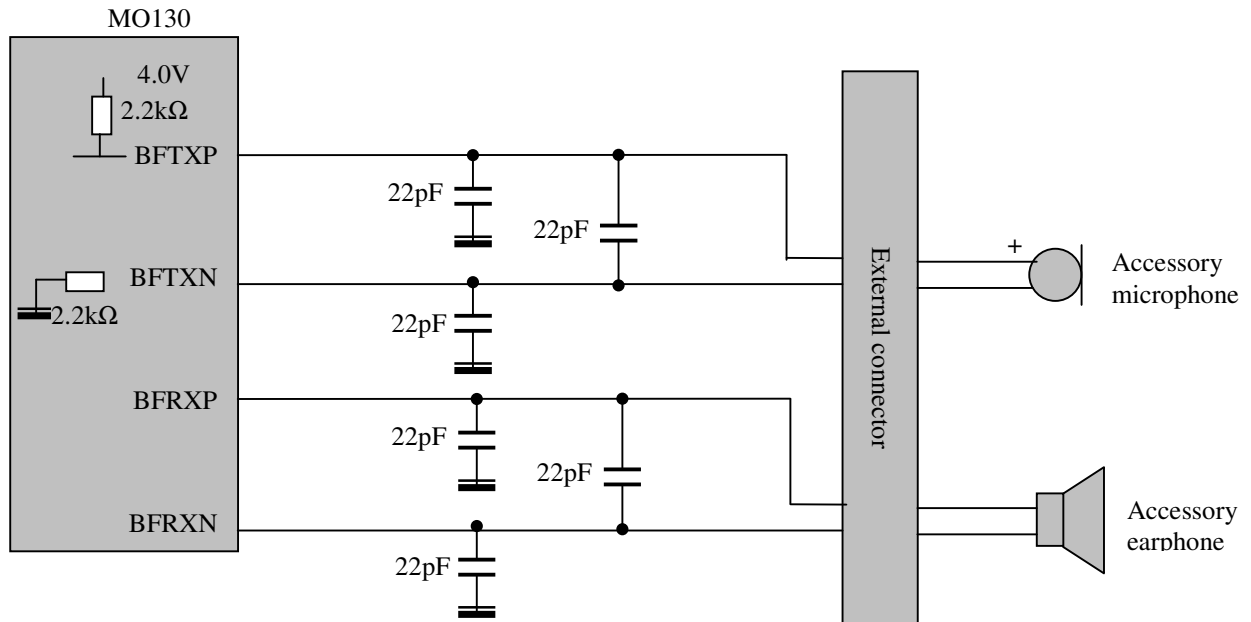 MO130
4.0V
2.2kΩ
BFTXP
22pF
22pF
BFTXN
2.2kΩ
22pF
External connector
+
Accessory
microphone
BFRXP
22pF
22pF
BFRXN
22pF
Accessory
earphone